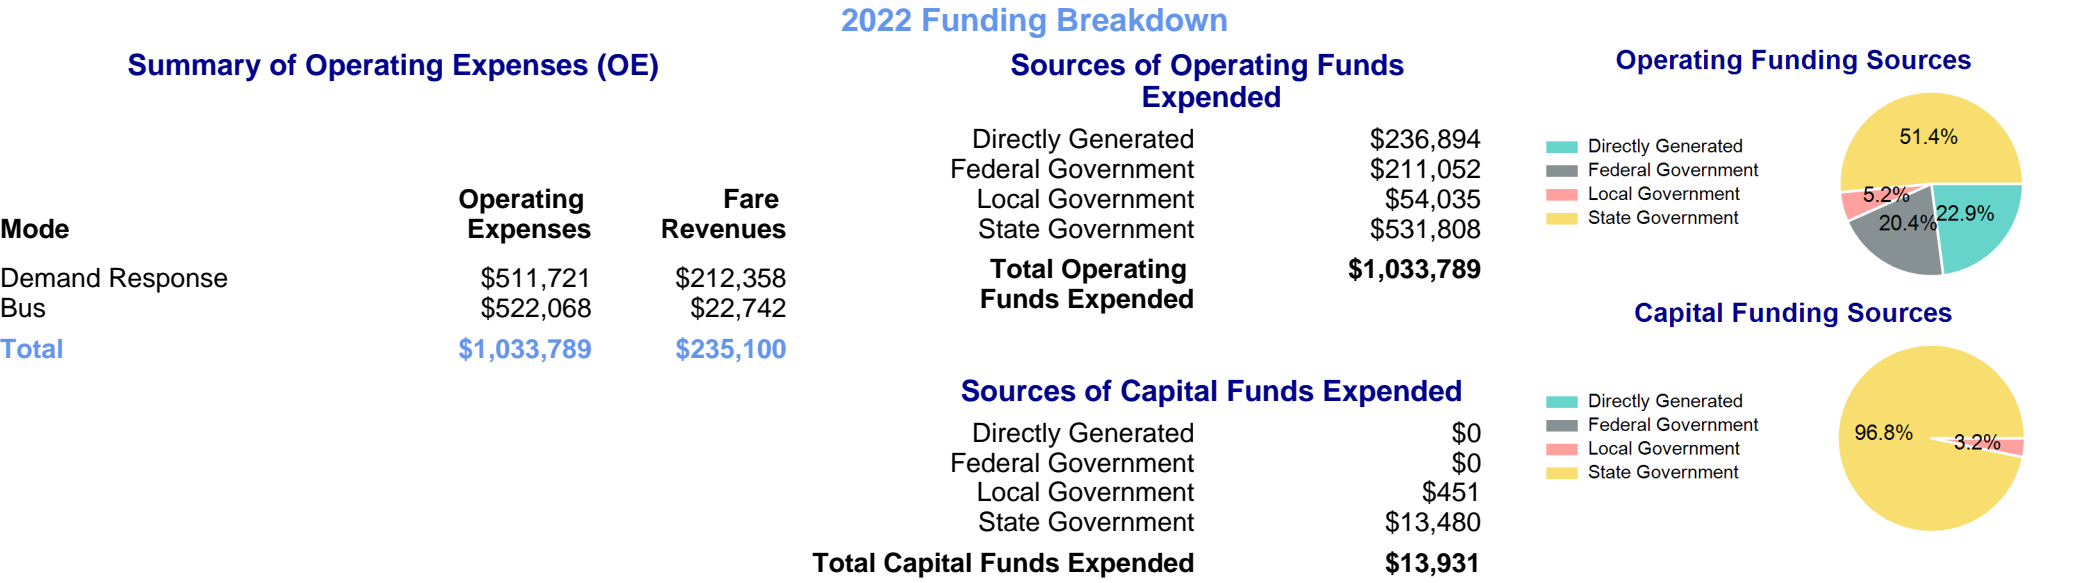 2022 Funding Breakdown
Summary of Operating Expenses (OE)
Mode
Operating Expenses
Fare Revenues
Demand Response $511,721 $212,358
Bus $522,068 $22,742
Total $1,033,789 $235,100
Sources of Operating Funds
Expended
Directly Generated $236,894
Federal Government $211,052
Local Government $54,035
State Government $531,808
Total Operating $1,033,789
Funds Expended
Sources of Capital Funds Expended
Directly Generated $0
Federal Government $0
Local Government $451
State Government $13,480
Total Capital Funds Expended $13,931
Operating Funding Sources
Directly Generated
Federal Government
Local Government
State Government
51.4%
5.2%
20.4%
22.9%
Capital Funding Sources
Directly Generated
Federal Government
Local Government
State Government
96.8%
3.2%